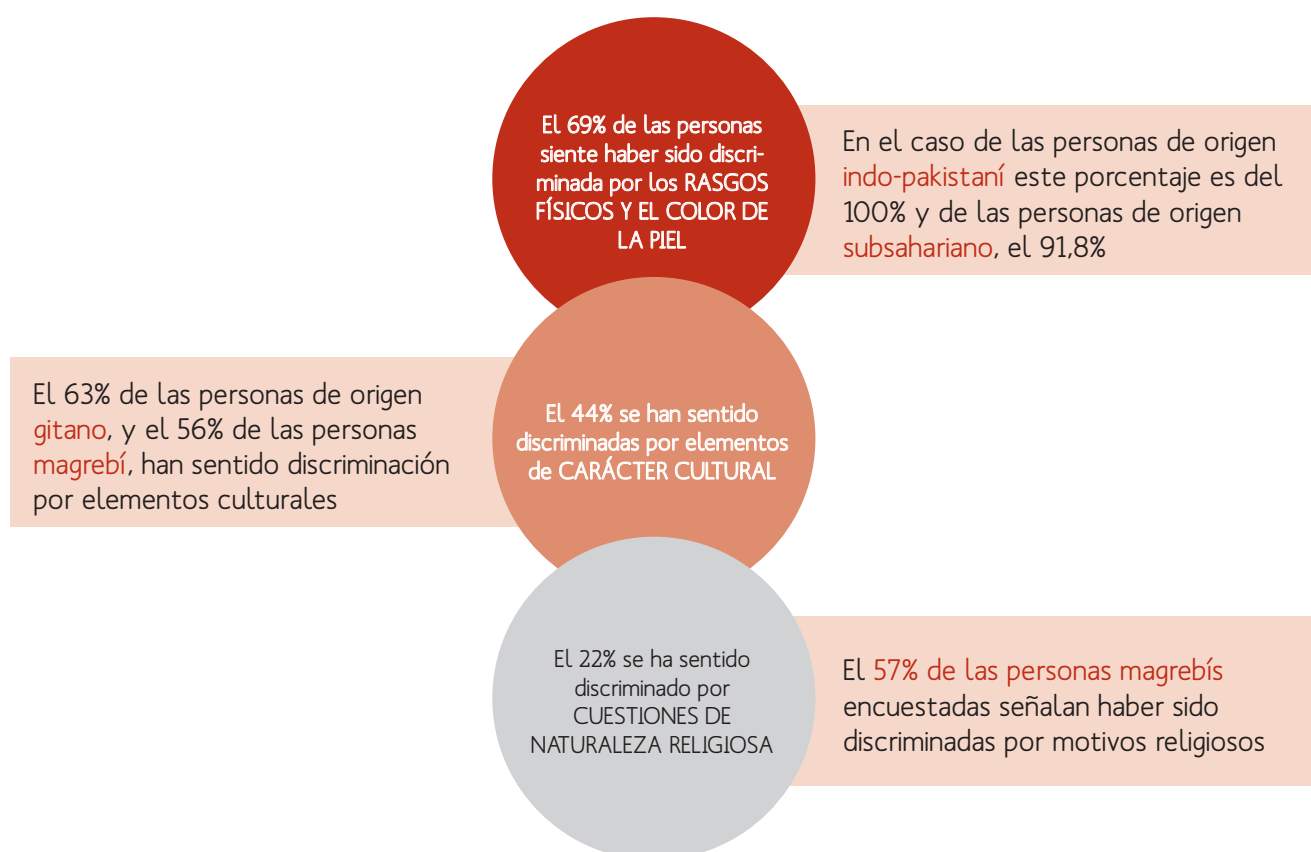 El 69% de las personas
siente haber sido discri-
minada por los RASGOS
FÍSICOS Y EL COLOR DE
LA PIEL
En el caso de las personas de origen
indo-pakistaní este porcentaje es del
100% y de las personas de origen
subsahariano, el 91,8%
El 44% se han sentido
discriminadas por elementos
de CARÁCTER CULTURAL
El 63% de las personas de origen
gitano, y el 56% de las personas
magrebí, han sentido discriminación
por elementos culturales
El 22% se ha sentido
discriminado por
CUESTIONES DE
NATURALEZA RELIGIOSA
El 57% de las personas magrebís
encuestadas señalan haber sido
discriminadas por motivos religiosos